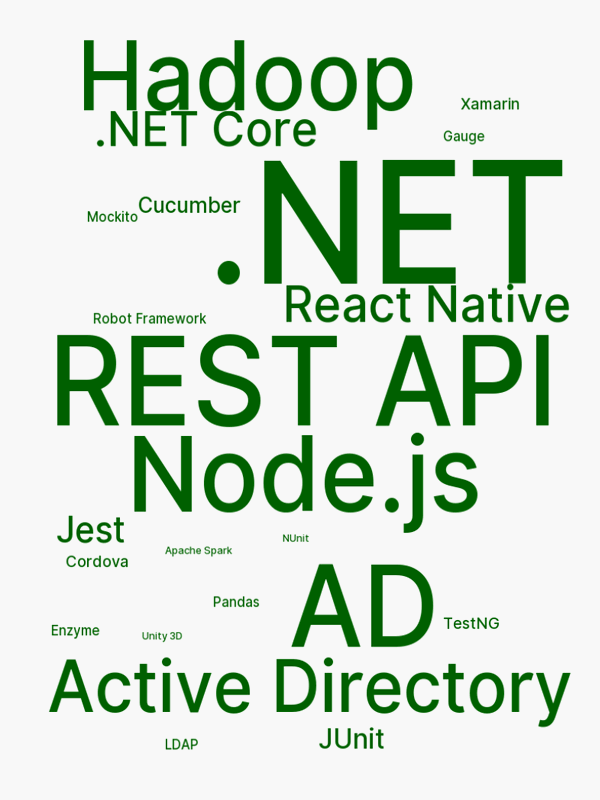 Hadoop
Xamarin
.NET Core
Gauge
.NET
Cucumber
Mockito
React Native
Robot Framework
REST API
Node.js
Jest
NUnit
Apache Spark
Cordova
AD
Pandas
TestNG
Enzyme
Unity 3D
Active Directory
JUnit
LDAP